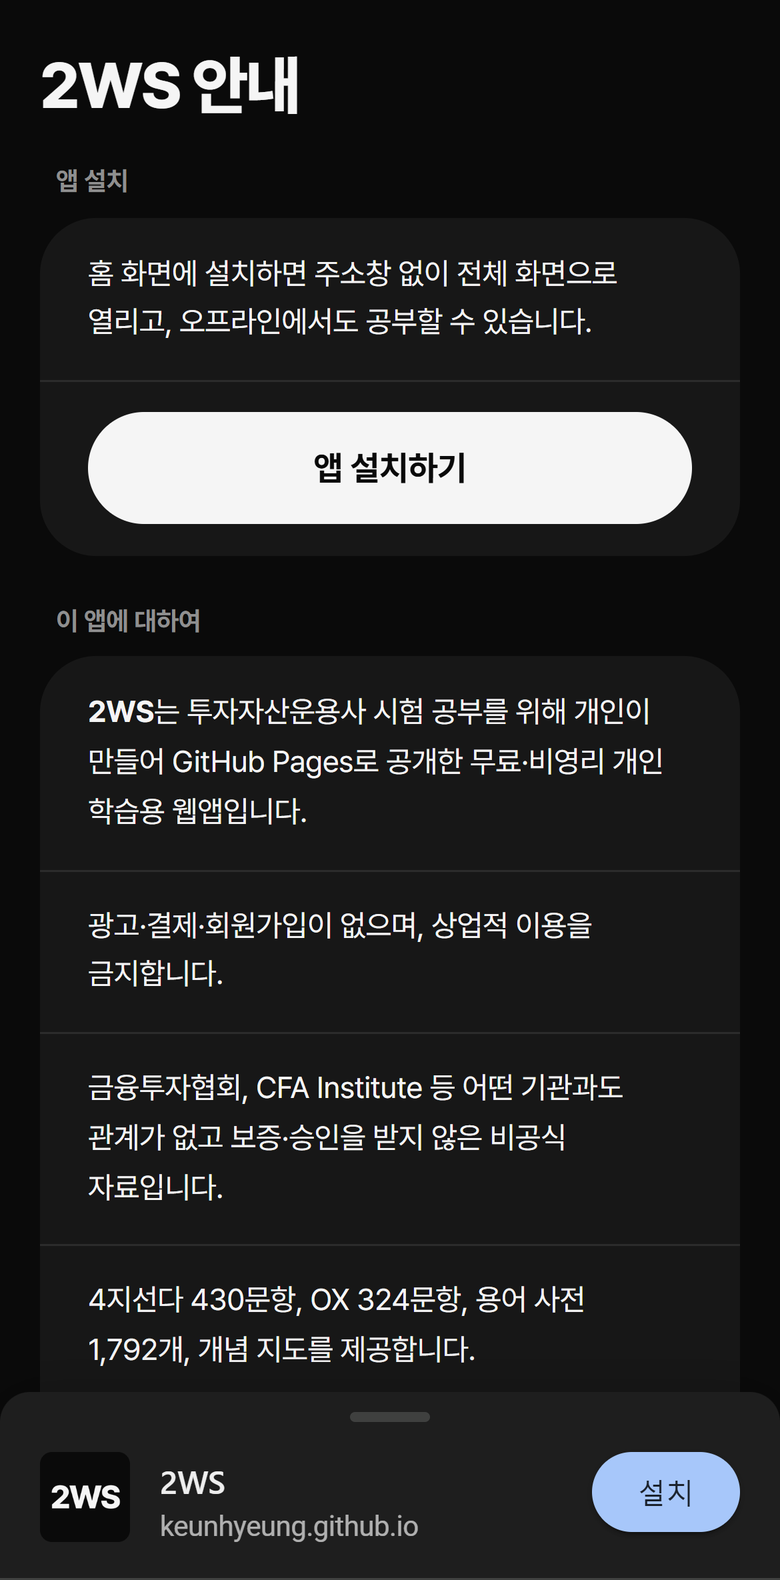 2WS 안내
앱 설치
홈 화면에 설치하면 주소창 없이 전체 화면으로
열리고, 오프라인에서도 공부할 수 있습니다.
앱 설치하기
이 앱에 대하여
2WS는 투자자산운용사 시험 공부를 위해 개인이
만들어 GitHub Pages로 공개한 무료·비영리 개인
학습용 웹앱입니다.
광고·결제·회원가입이 없으며, 상업적 이용을
금지합니다.
금융투자협회, CFA Institute 등 어떤 기관과도
관계가 없고 보증·승인을 받지 않은 비공식
자료입니다.
4지선다 430문항, OX 324문항, 용어 사전
1,792개, 개념 지도를 제공합니다.
2WS
2WS
keunhyeung.github.io
설치